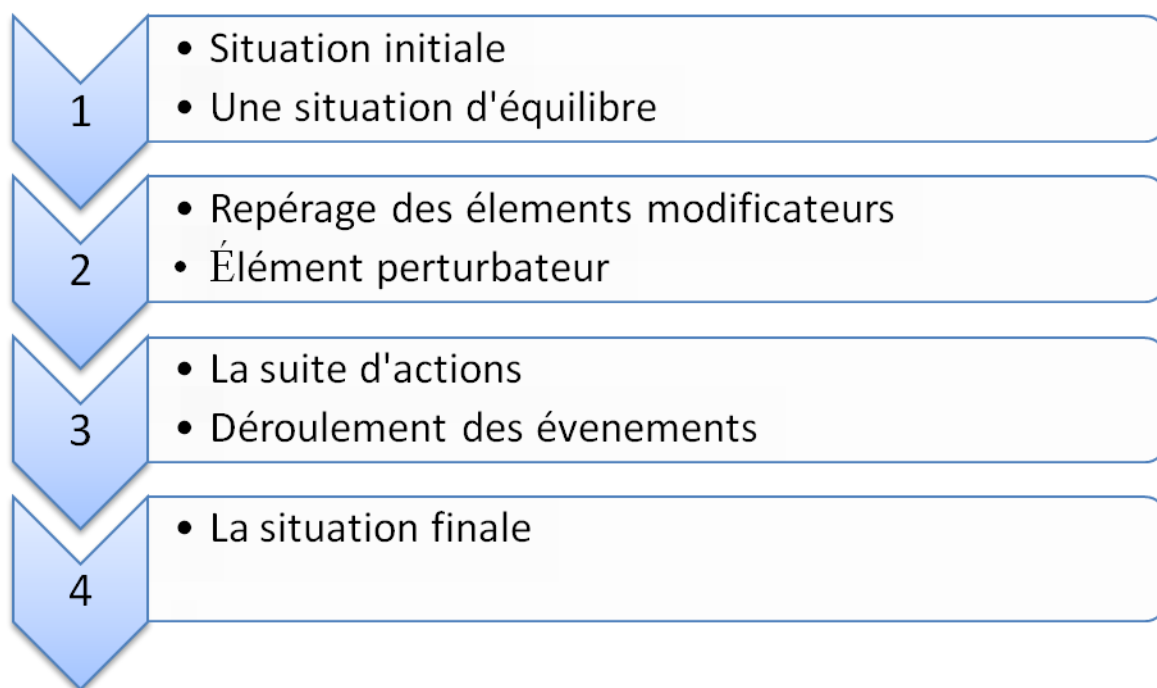 1
• Situation initiale
• Une situation d'équilibre
2
• Repérage des élements modificateurs
• Élément perturbateur
3
• La suite d'actions
• Déroulement des évenements
4
• La situation finale